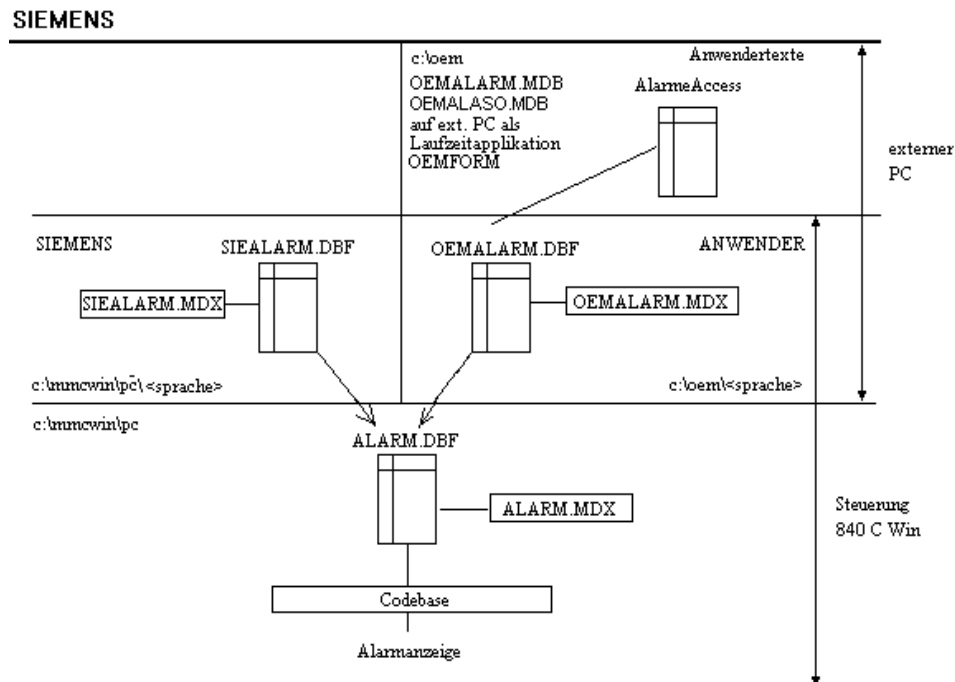 SIEMENS
c:\oem
OEMALARM.MDB
OEMALASO.MDB
auf ext. PC als
Laufzeitapplikation
OEMFORM
Anwendertexte
AlarmeAccess
externer
PC
SIEMENS
SIEALARM.DBF
OEMALARM.DBF
ANWENDER
SIEALARM.MDX
OEMALARM.MDX
c:\mmcwin\pc\<sprache>
c:\oem\<sprache>
c:\mmcwin\pc
ALARM.DBF
ALARM.MDX
Steuerung
840 C Win
Codebase
Alarmanzeige